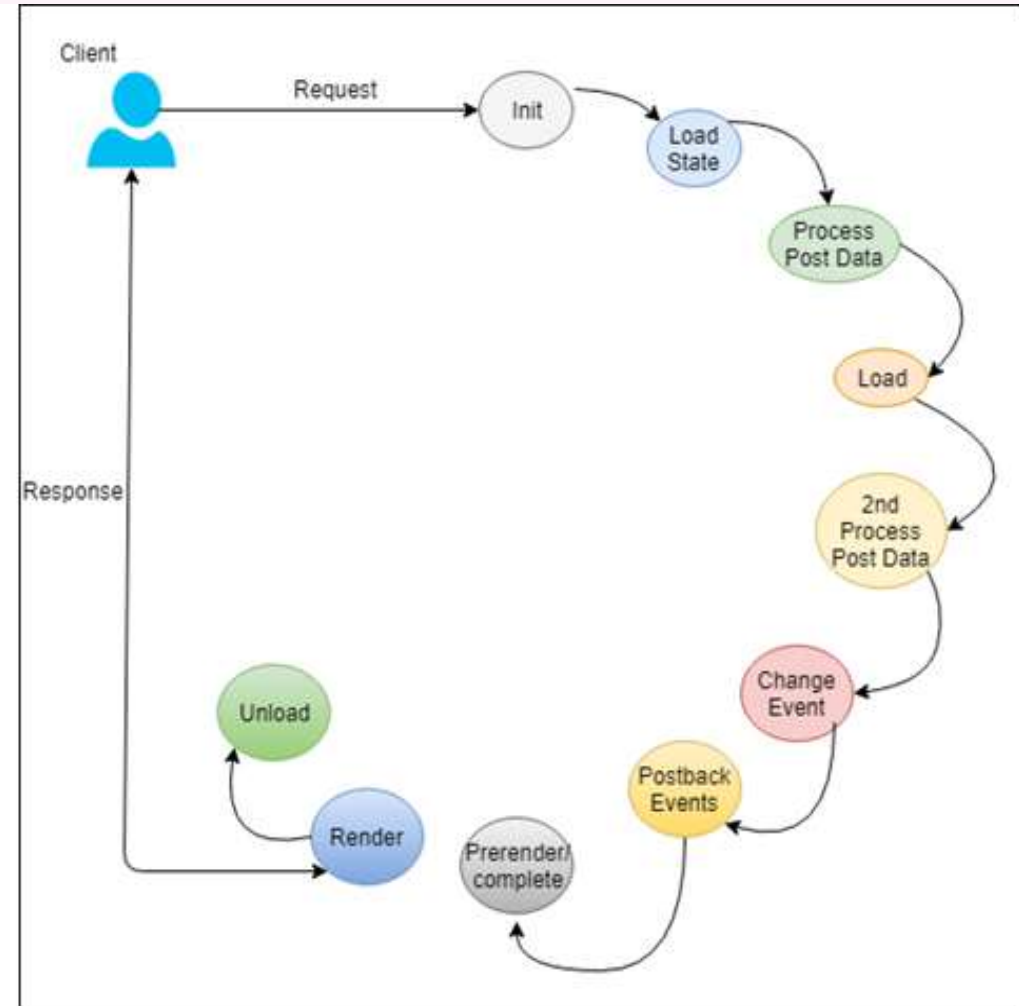 Client
Request
Init
Load
State
Process
Post Data
Load
2nd
Process
Post Data
Change
Event
Postback
Events
Prerender/
complete
Render
Unload
Response